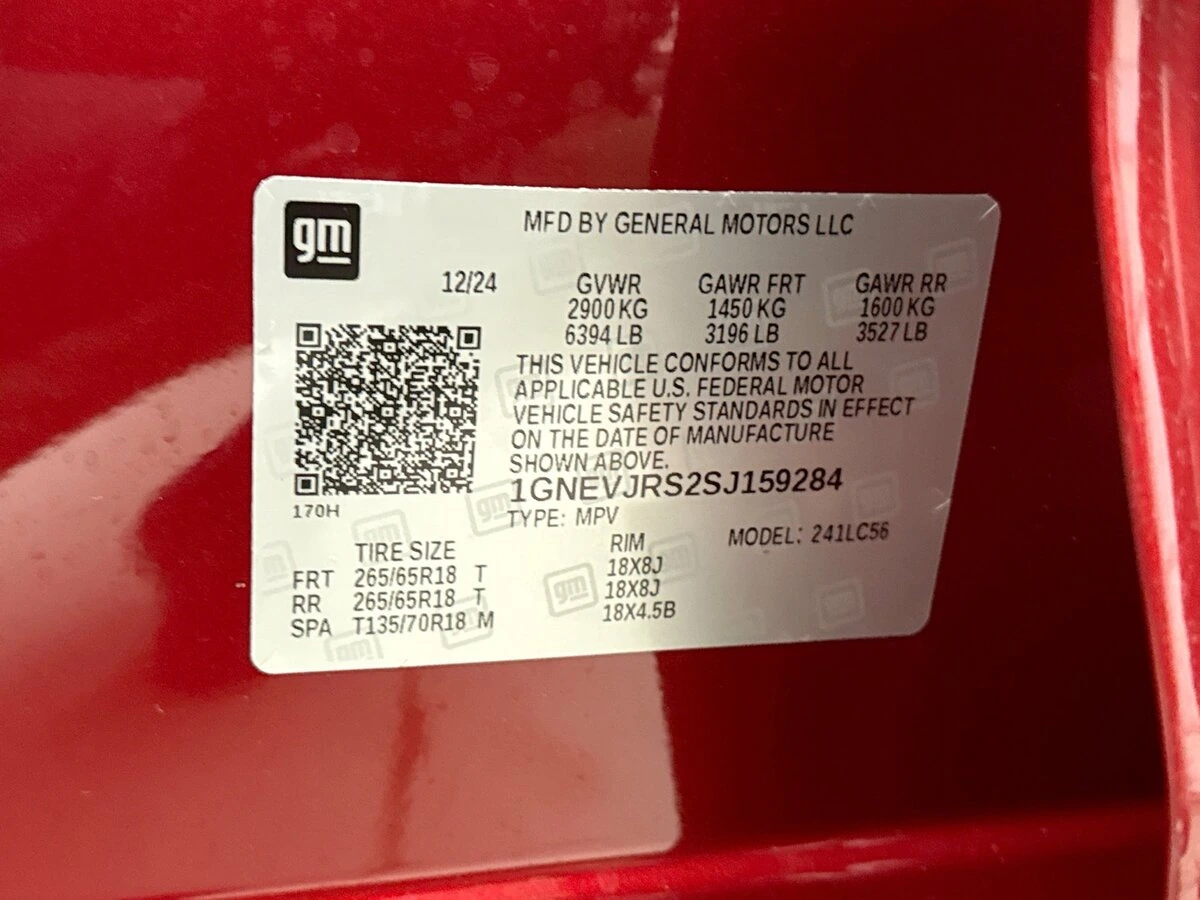 gm
MFD BY GENERAL MOTORS LLC
12/24 GVWR GAWR FRT GAWR RR
2900 KG 1450 KG 1600 KG
6394 LB 3196 LB 3527 LB
THIS VEHICLE CONFORMS TO ALL
APPLICABLE U.S. FEDERAL MOTOR
VEHICLE SAFETY STANDARDS IN EFFECT
ON THE DATE OF MANUFACTURE
SHOWN ABOVE.
1GNEVJRS2SJ159284
170H
TYPE: MPV MODEL: 241LC56
TIRE SIZE RIM
FRT 265/65R18 T 18X8J
RR 265/65R18 T 18X8J
SPA T135/70R18 M 18X4.5B